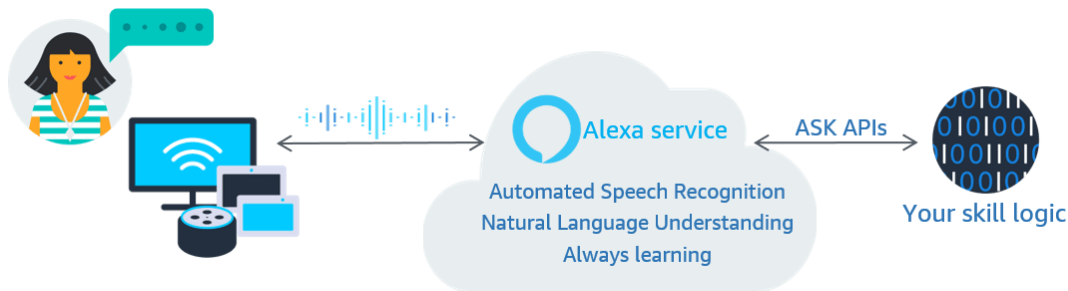 Alexa service
ASK APIs
Automated Speech Recognition
Natural Language Understanding
Always learning
Your skill logic